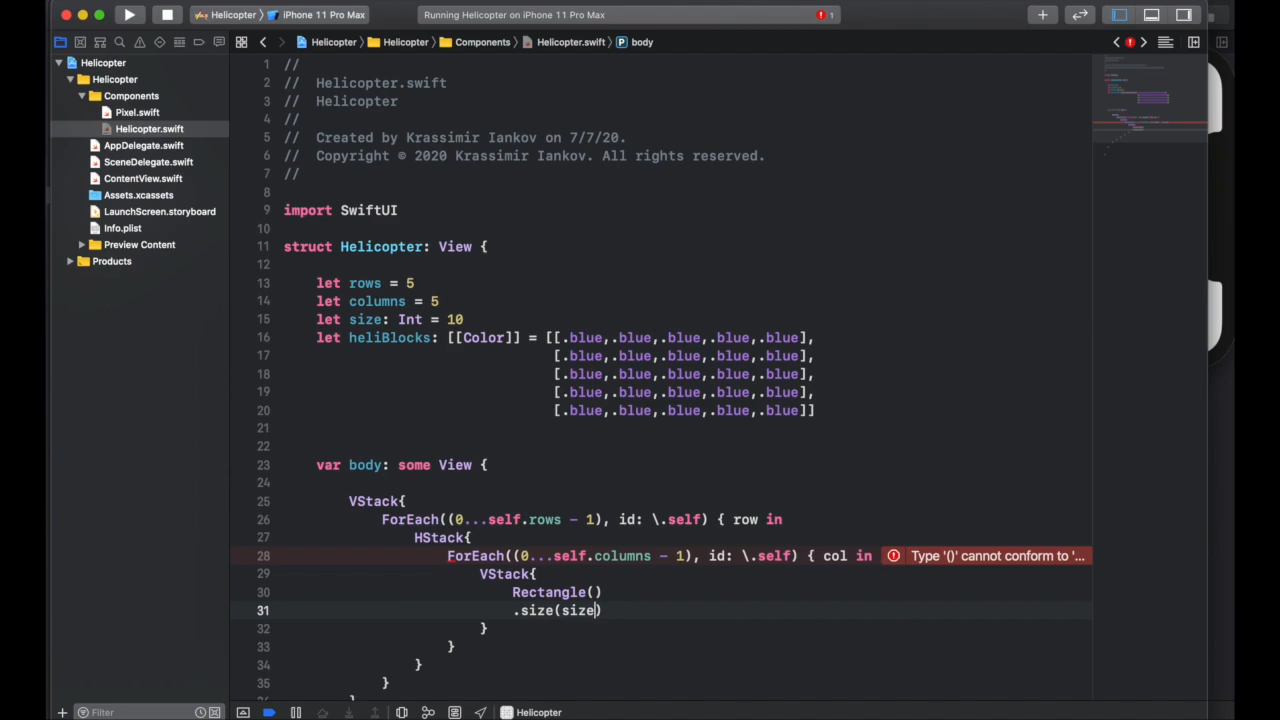 Helicopter iPhone 11 Pro Max
Running Helicopter on iPhone 11 Pro Max
1
Helicopter Helicopter Components Helicopter.swift P body
Helicopter
Helicopter
Components
Pixel.swift
Helicopter.swift
AppDelegate.swift
SceneDelegate.swift
ContentView.swift
Assets.xcassets
LaunchScreen.storyboard
Info.plist
Preview Content
Products
Filter
1 //
2 // Helicopter.swift
3 // Helicopter
4 //
5 // Created by Krassimir Iankov on 7/7/20.
6 // Copyright © 2020 Krassimir Iankov. All rights reserved.
7 //
8
9 import SwiftUI
10
11 struct Helicopter: View {
12
13 let rows = 5
14 let columns = 5
15 let size: Int = 10
16 let heliBlocks: [[Color]] = [[.blue,.blue,.blue,.blue,.blue],
17 [.blue,.blue,.blue,.blue,.blue],
18 [.blue,.blue,.blue,.blue,.blue],
19 [.blue,.blue,.blue,.blue,.blue],
20 [.blue,.blue,.blue,.blue,.blue]]
21
22
23 var body: some View {
24
25 VStack{
26 ForEach((0...self.rows - 1), id: \.self) { row in
27 HStack{
28 ForEach((0...self.columns - 1), id: \.self) { col in Type '()' cannot conform to '...
29 VStack{
30 Rectangle()
31 .size(size)
32 }
33 }
34 }
35 }
36 }
Helicopter